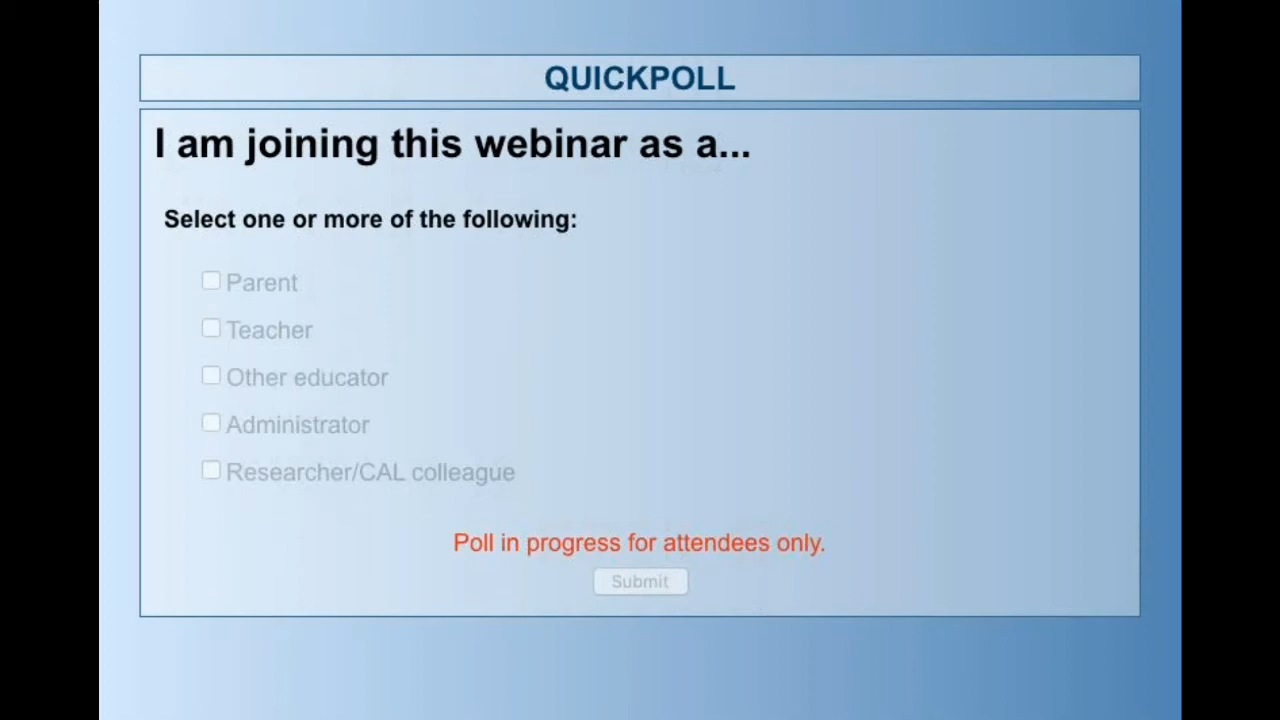 QUICKPOLL
I am joining this webinar as a...
Select one or more of the following:
Parent
Teacher
Other educator
Administrator
Researcher/CAL colleague
Poll in progress for attendees only.
Submit